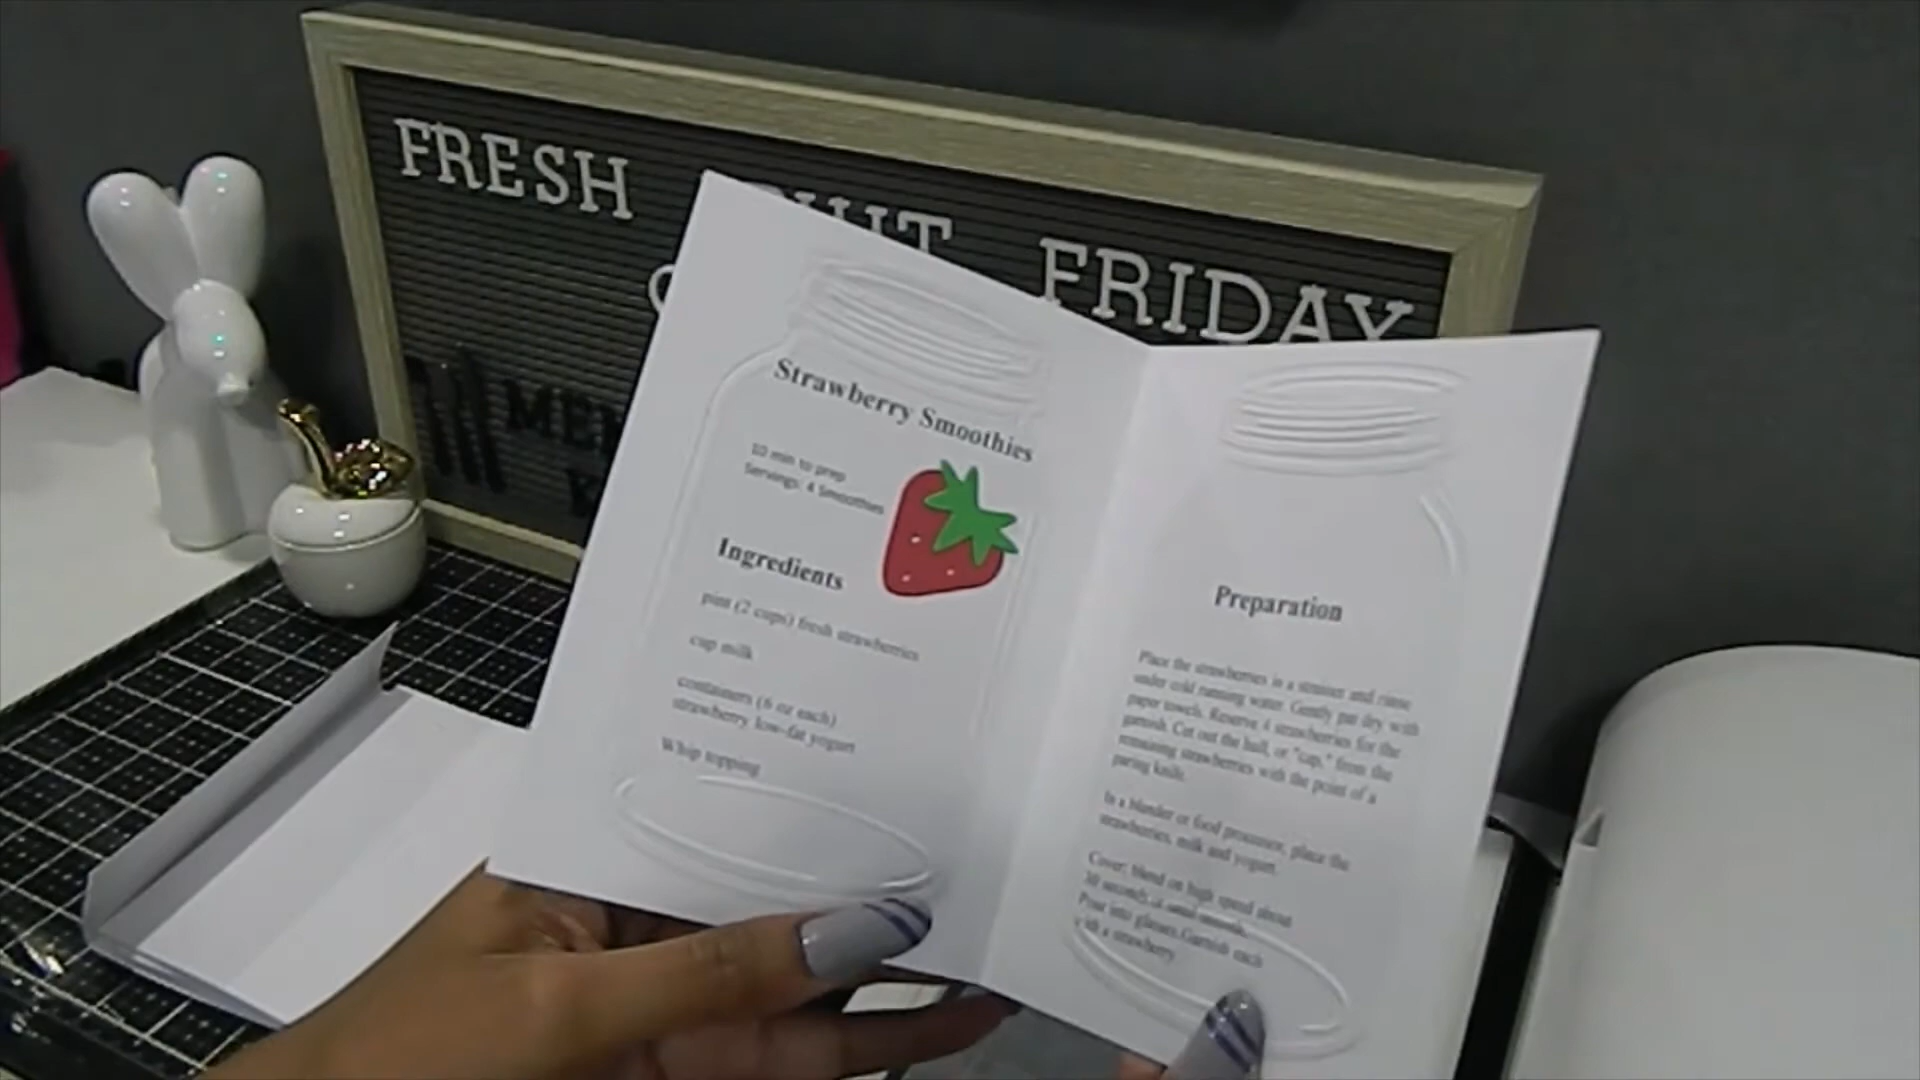 FRESH FRIDAY
Strawberry Smoothies
10 min to prep
Servings: 4 Smoothies
Ingredients
pint (2 cups) fresh strawberries
cup milk
containers (6 oz each)
strawberry low-fat yogurt
Whip topping
Preparation
Place the strawberries in a strainer and rinse
under cold running water. Gently pat dry with
paper towels. Reserve 4 strawberries for the
garnish. Cut out the hull, or "cap," from the
remaining strawberries with the point of a
paring knife.
In a blender or food processor, place the
strawberries, milk and yogurt.
Cover; blend on high speed about
30 seconds
Pour into glasses.Garnish each
a strawberry